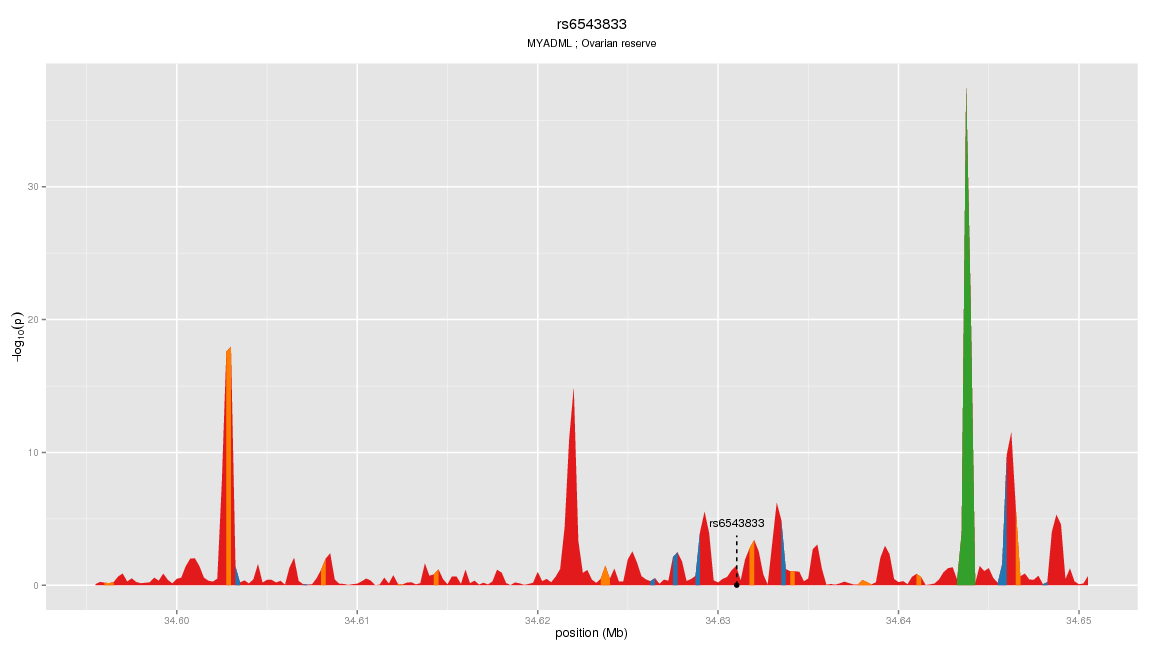 rs6543833
MYADML ; Ovarian reserve
−log10(p)
30
20
10
0
rs6543833
34.60 34.61 34.62 34.63 34.64 34.65
position (Mb)